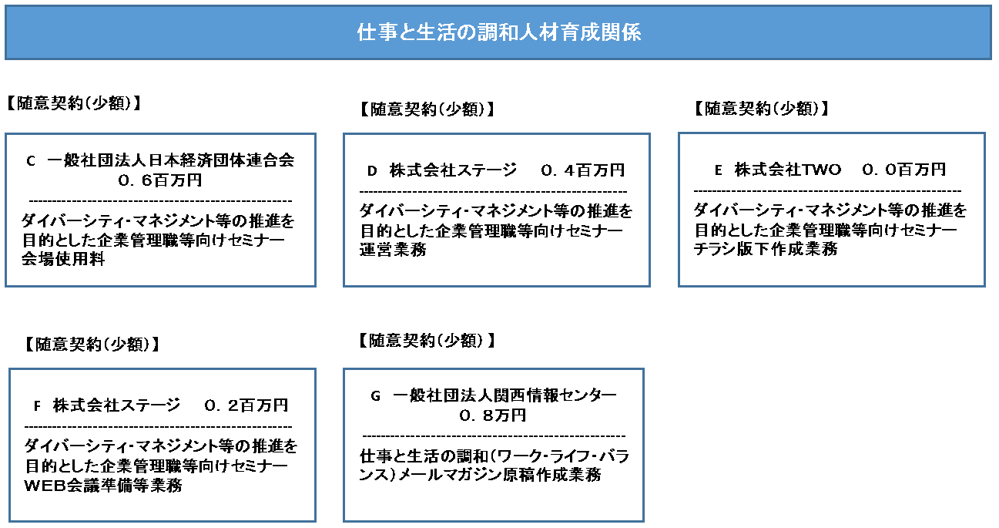 仕事と生活の調和人材育成関係
【随意契約（少額）】
C　一般社団法人日本経済団体連合会
０．６百万円
ダイバーシティ・マネジメント等の推進を
目的とした企業管理職等向けセミナー
会場使用料
【随意契約（少額）】
D　株式会社ステージ　０．４百万円
ダイバーシティ・マネジメント等の推進を
目的とした企業管理職等向けセミナー
運営業務
【随意契約（少額）】
E　株式会社ＴＷＯ　０．０百万円
ダイバーシティ・マネジメント等の推進を
目的とした企業管理職等向けセミナー
チラシ版下作成業務
【随意契約（少額）】
F　株式会社ステージ　０．２百万円
ダイバーシティ・マネジメント等の推進を
目的とした企業管理職等向けセミナー
ＷＥＢ会議準備等業務
【随意契約（少額）】
G　一般社団法人関西情報センター
０．８万円
仕事と生活の調和（ワーク・ライフ・バラ
ンス）メールマガジン原稿作成業務